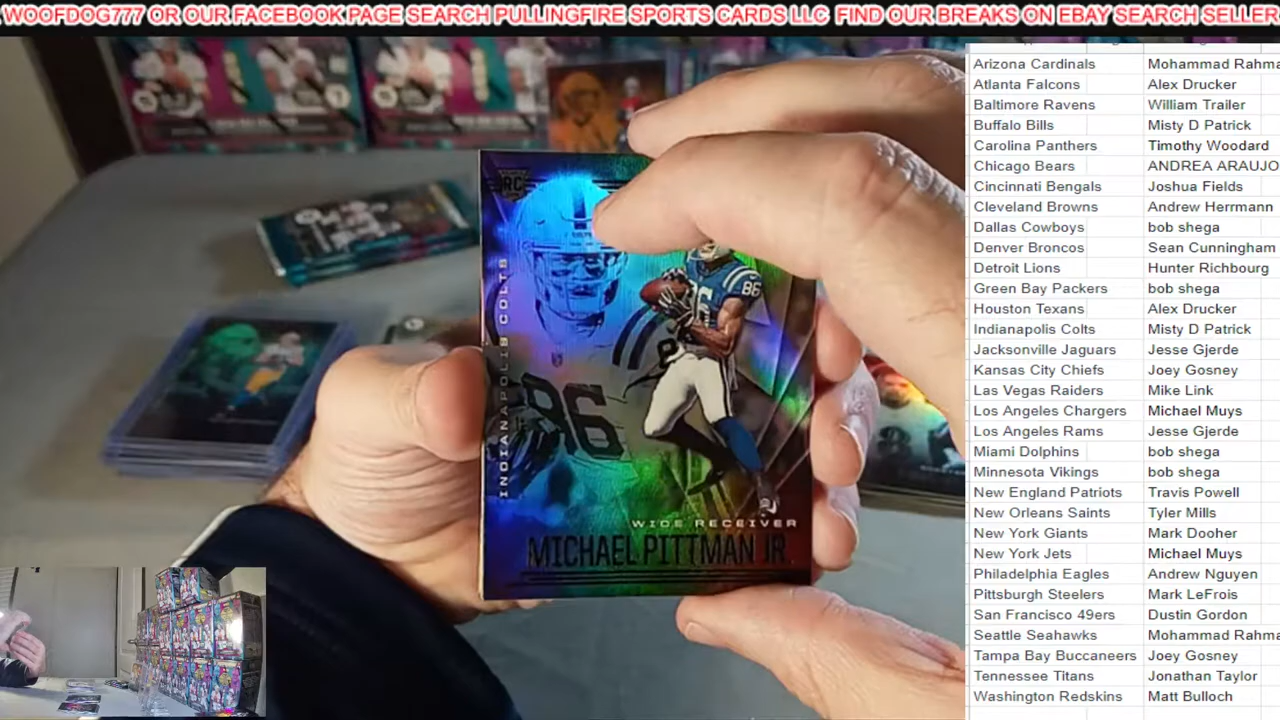 WOOFDOG777 OR OUR FACEBOOK PAGE SEARCH PULLINGFIRE SPORTS CARDS LLC FIND OUR BREAKS ON EBAY SEARCH SELLER
Arizona Cardinals Mohammad Rahma
Atlanta Falcons Alex Drucker
Baltimore Ravens William Trailer
Buffalo Bills Misty D Patrick
Carolina Panthers Timothy Woodard
Chicago Bears ANDREA ARAUJO
Cincinnati Bengals Joshua Fields
Cleveland Browns Andrew Herrmann
Dallas Cowboys bob shega
Denver Broncos Sean Cunningham
Detroit Lions Hunter Richbourg
Green Bay Packers bob shega
Houston Texans Alex Drucker
Indianapolis Colts Misty D Patrick
Jacksonville Jaguars Jesse Gjerde
Kansas City Chiefs Joey Gosney
Las Vegas Raiders Mike Link
Los Angeles Chargers Michael Muys
Los Angeles Rams Jesse Gjerde
Miami Dolphins bob shega
Minnesota Vikings bob shega
New England Patriots Travis Powell
New Orleans Saints Tyler Mills
New York Giants Mark Dooher
New York Jets Michael Muys
Philadelphia Eagles Andrew Nguyen
Pittsburgh Steelers Mark LeFrois
San Francisco 49ers Dustin Gordon
Seattle Seahawks Mohammad Rahma
Tampa Bay Buccaneers Joey Gosney
Tennessee Titans Jonathan Taylor
Washington Redskins Matt Bulloch
RC
INDIANAPOLIS COLTS
86
86
WIDE RECEIVER
MICHAEL PITTMAN JR.